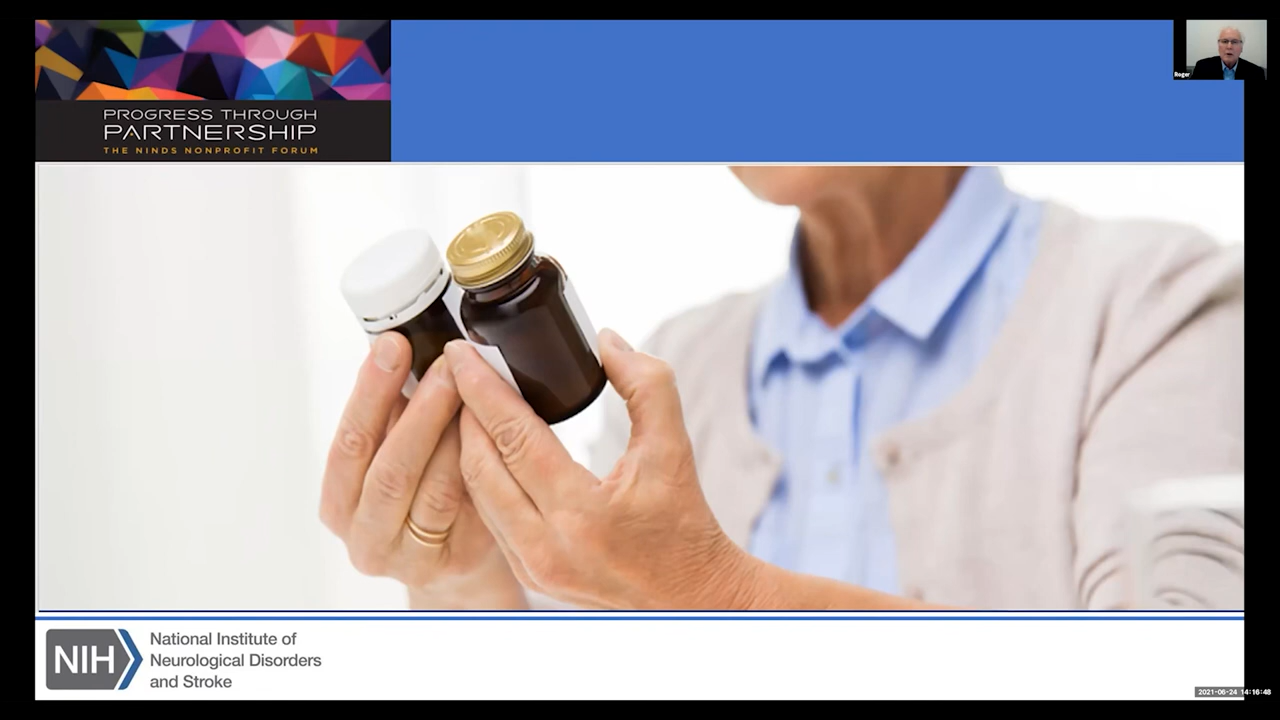 PROGRESS THROUGH
PARTNERSHIP
THE NINDS NONPROFIT FORUM
Roger
NIH
National Institute of
Neurological Disorders
and Stroke
2021-06-24 14:16:48